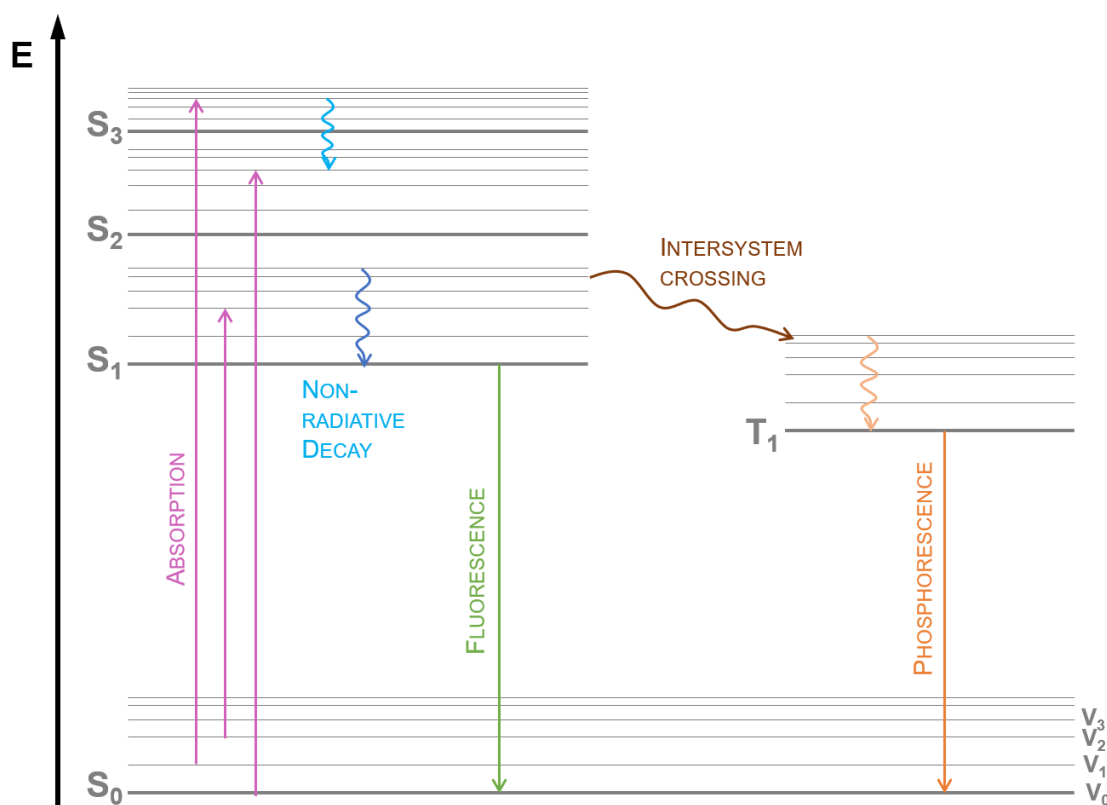 E
S₃
S₂
S₁
S₀
ABSORPTION
NON-
RADIATIVE
DECAY
FLUORESCENCE
INTERSYSTEM
CROSSING
T₁
PHOSPHORESCENCE
V₃
V₂
V₁
V₀